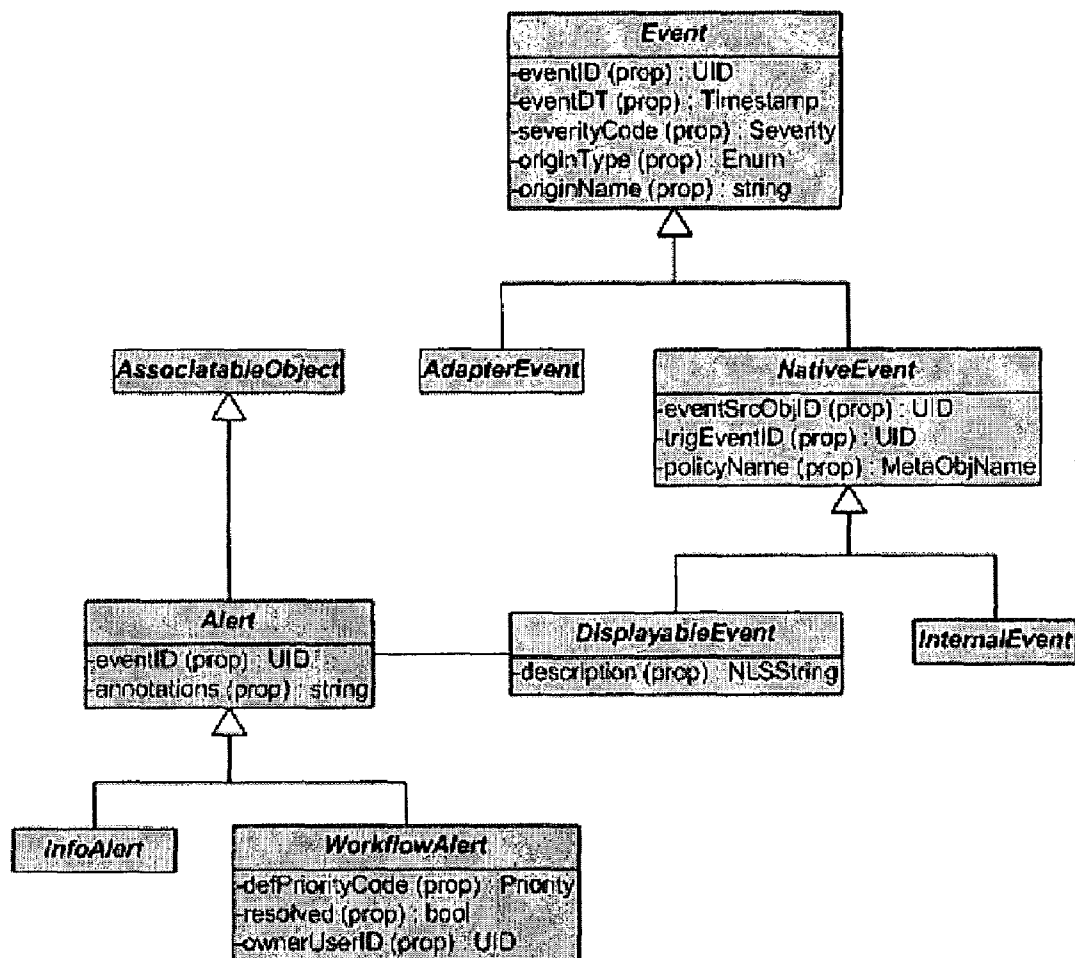 Event
-eventID (prop) : UID
-eventDT (prop) : Timestamp
-severityCode (prop) : Severity
-originType (prop) : Enum
-originName (prop) : string
AssociatableObject
AdapterEvent
NativeEvent
-eventSrcObjID (prop) : UID
-trigEventID (prop) : UID
-policyName (prop) : MetaObjName
Alert
-eventID (prop) : UID
-annotations (prop) : string
DisplayableEvent
-description (prop) : NLSString
InternalEvent
InfoAlert
WorkflowAlert
-defPriorityCode (prop) : Priority
-resolved (prop) : bool
-ownerUserID (prop) : UID